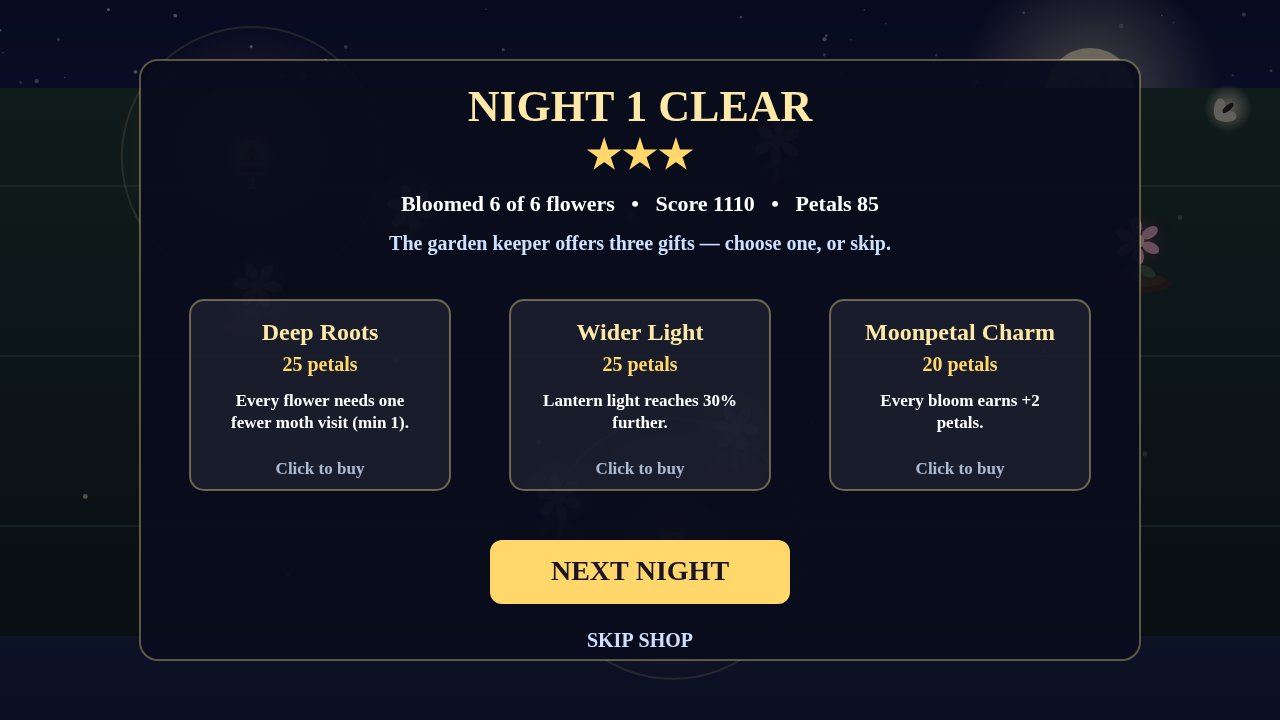 NIGHT 1 CLEAR
★★★
Bloomed 6 of 6 flowers • Score 1110 • Petals 85
The garden keeper offers three gifts — choose one, or skip.
Deep Roots
25 petals
Every flower needs one
fewer moth visit (min 1).
Click to buy
Wider Light
25 petals
Lantern light reaches 30%
further.
Click to buy
Moonpetal Charm
20 petals
Every bloom earns +2
petals.
Click to buy
NEXT NIGHT
SKIP SHOP